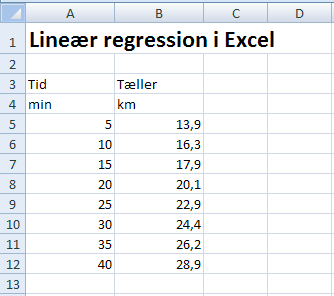 A B C D
1 Lineær regression i Excel
2
3 Tid Tæller
4 min km
5 5 13,9
6 10 16,3
7 15 17,9
8 20 20,1
9 25 22,9
10 30 24,4
11 35 26,2
12 40 28,9
13